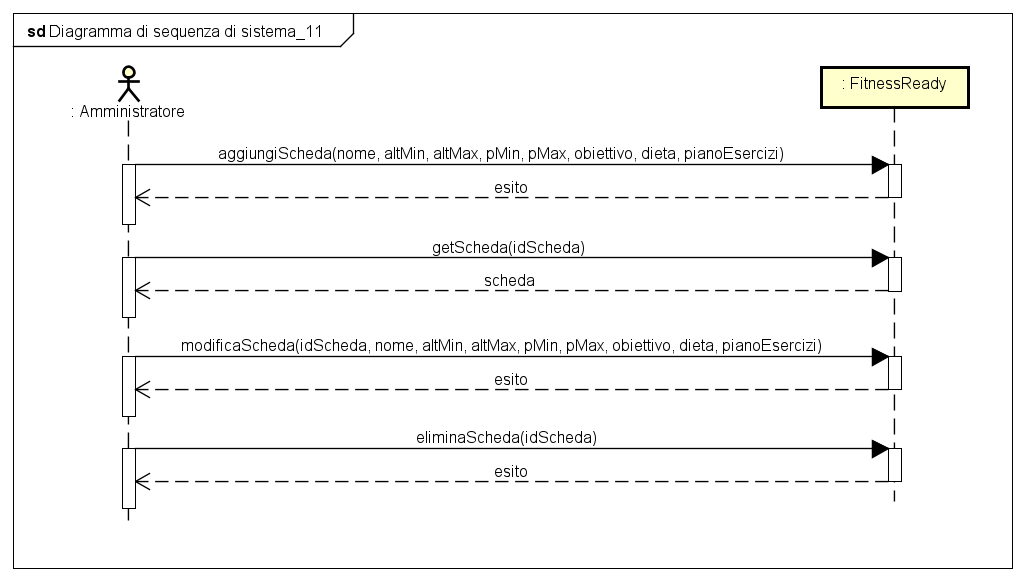 sd Diagramma di sequenza di sistema_11
: Amministratore
: FitnessReady
aggiungiScheda(nome, altMin, altMax, pMin, pMax, obiettivo, dieta, pianoEsercizi)
esito
getScheda(idScheda)
scheda
modificaScheda(idScheda, nome, altMin, altMax, pMin, pMax, obiettivo, dieta, pianoEsercizi)
esito
eliminaScheda(idScheda)
esito